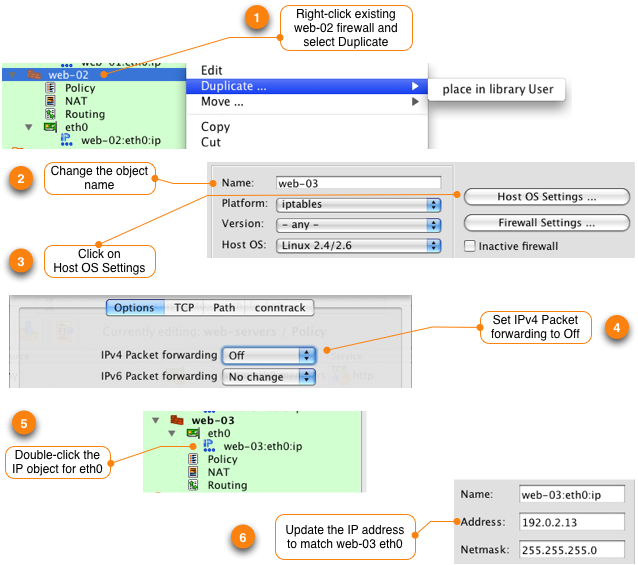 1
Right-click existing
web-02 firewall and
select Duplicate
web-01:eth0:ip
web-02
Policy
NAT
Routing
eth0
web-02:eth0:ip
Edit
Duplicate ...
place in library User
Move ...
Copy
Cut
2
Change the object
name
Name:
web-03
Platform:
iptables
Version:
- any -
Host OS:
Linux 2.4/2.6
Host OS Settings ...
Firewall Settings ...
Inactive firewall
3
Click on
Host OS Settings
Options TCP Path conntrack
Currently editing: web-servers / Policy
IPv4 Packet forwarding Off
IPv6 Packet forwarding No change
http
4
Set IPv4 Packet
forwarding to Off
5
Double-click the
IP object for eth0
web-03
eth0
web-03:eth0:ip
Policy
NAT
Routing
6
Update the IP address
to match web-03 eth0
Name: web-03:eth0:ip
Address: 192.0.2.13
Netmask: 255.255.255.0